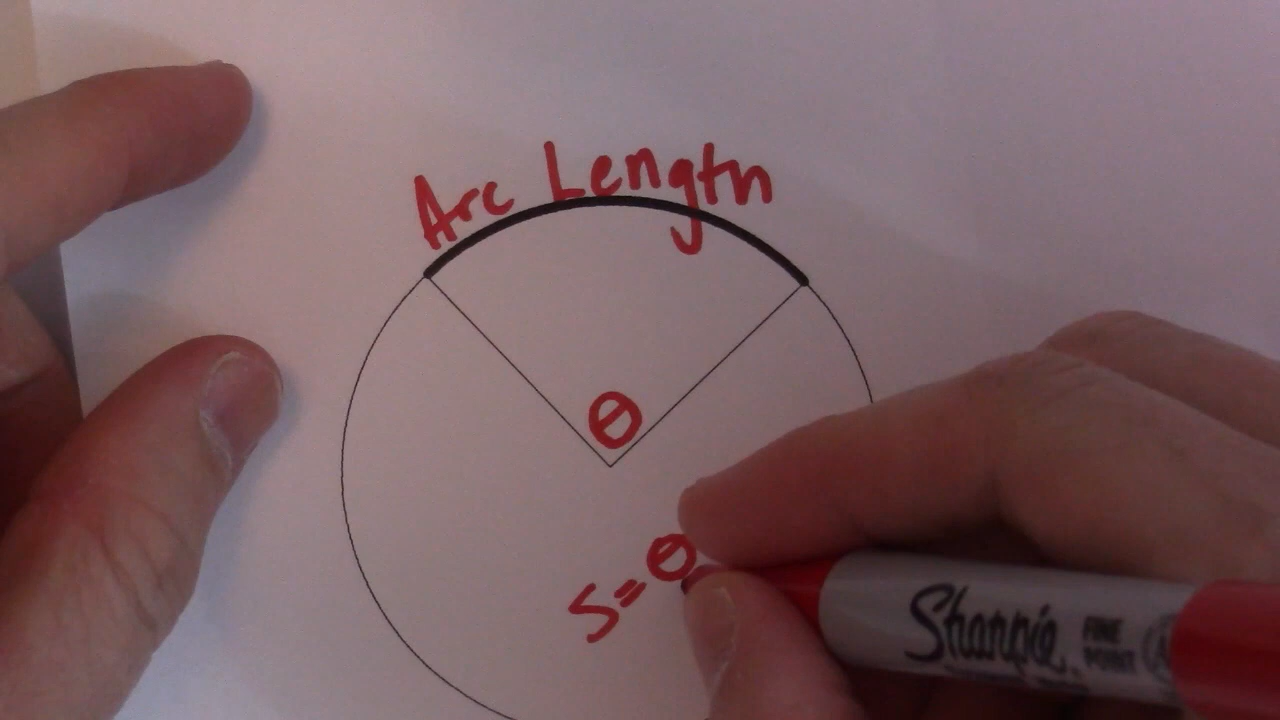 Arc Length
θ
S=θ
Sharpie.
FINE
POINT